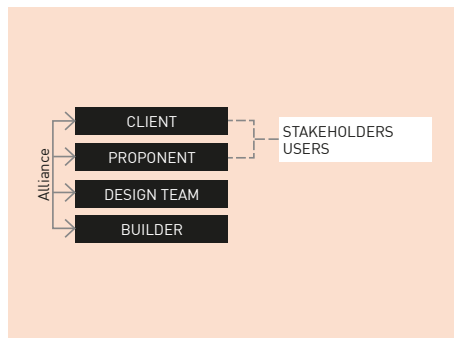 Alliance
CLIENT
PROPONENT
DESIGN TEAM
BUILDER
STAKEHOLDERS
USERS